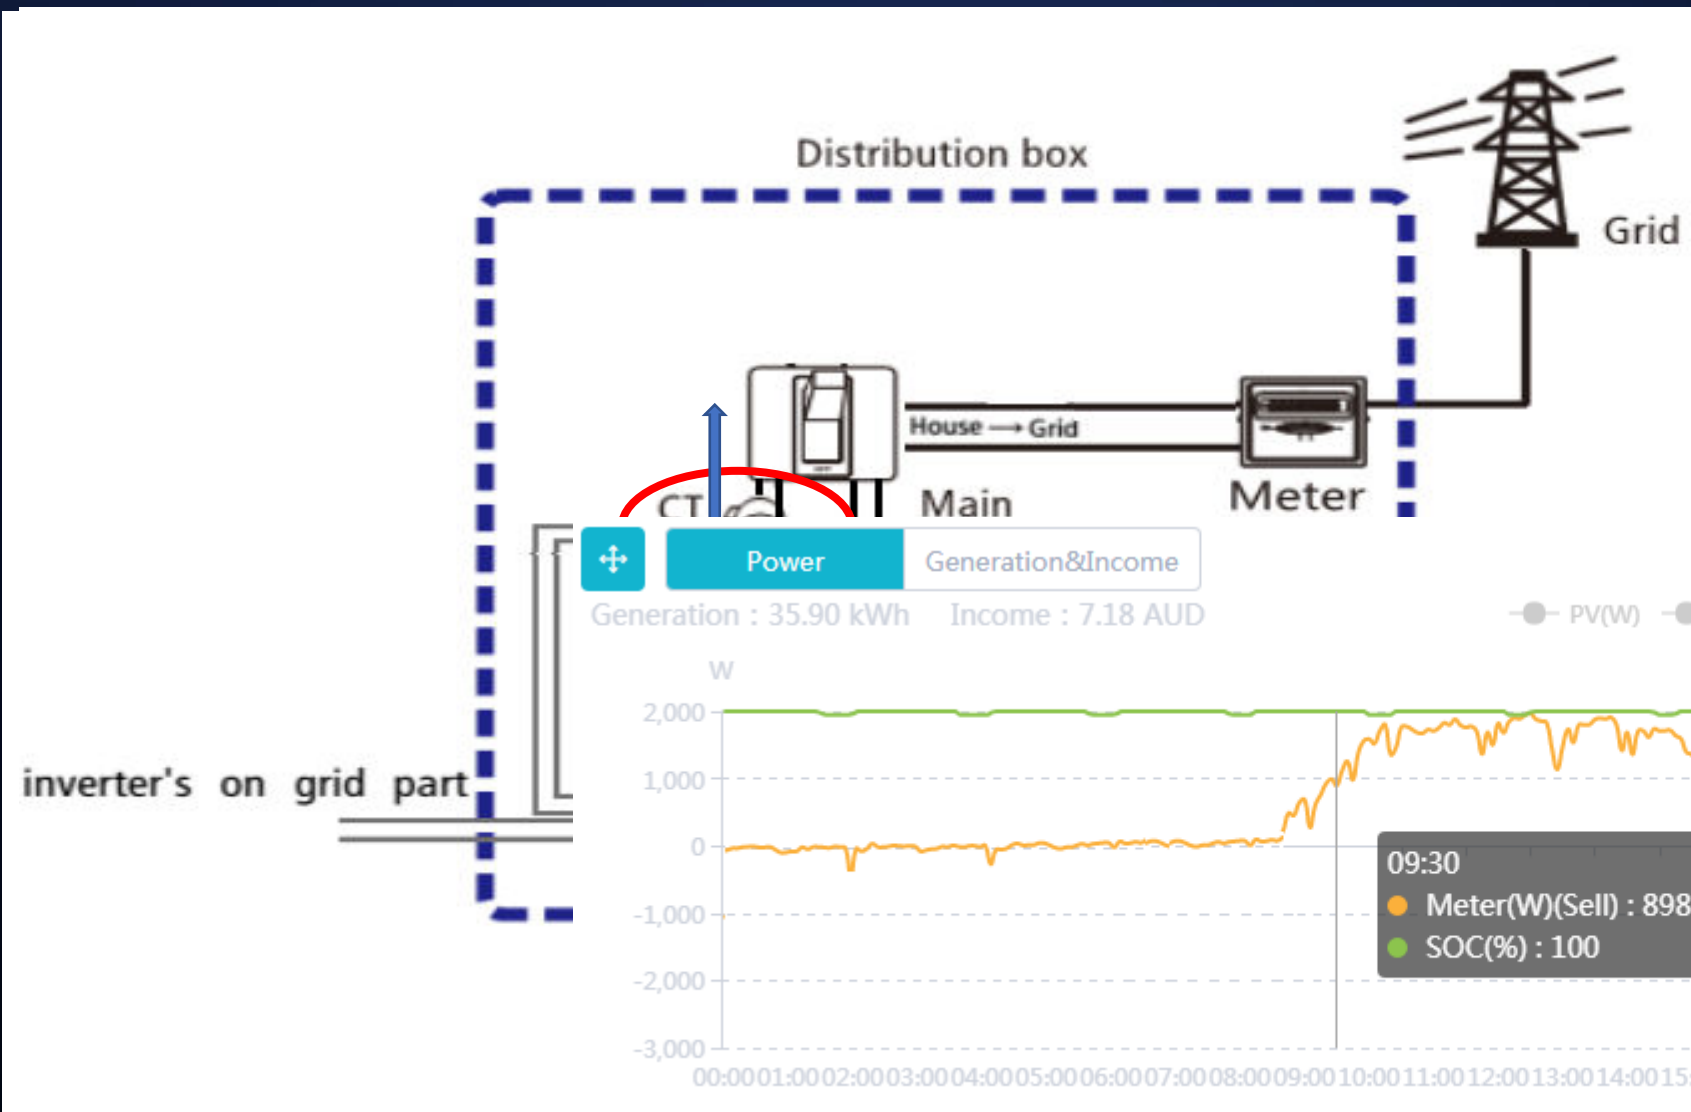 Distribution box
Grid
House → Grid
CT
Main
Meter
Power
Generation&Income
Generation : 35.90 kWh Income : 7.18 AUD
PV(W)
W
2,000
1,000
inverter's on grid part
0
09:30
Meter(W)(Sell) : 898
-1,000
SOC(%) : 100
-2,000
-3,000
00:00 01:00 02:00 03:00 04:00 05:00 06:00 07:00 08:00 09:00 10:00 11:00 12:00 13:00 14:00 15: